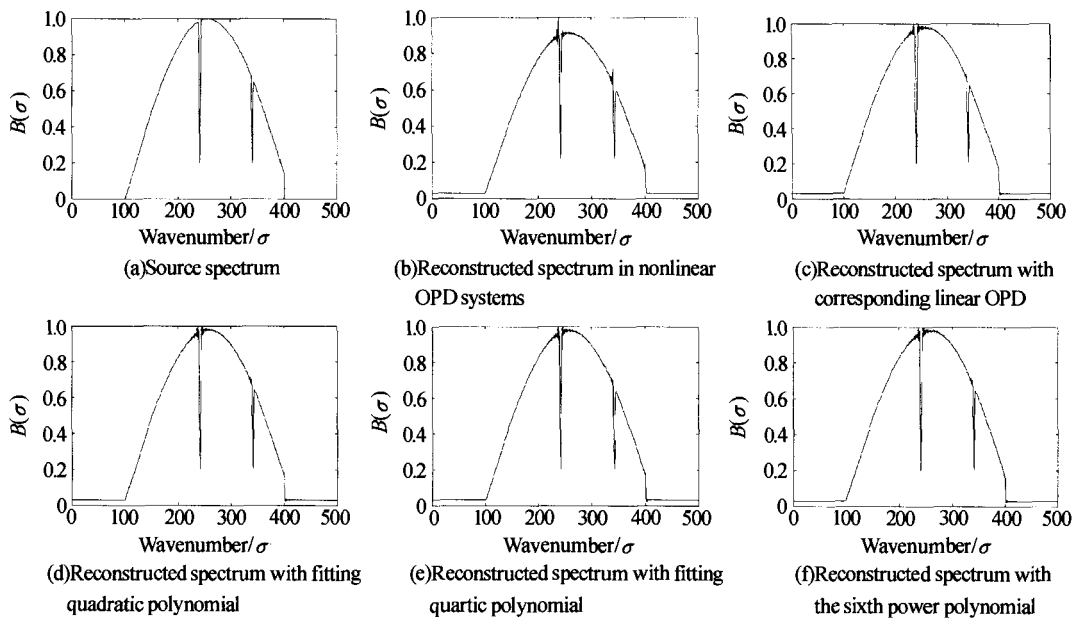 1.0
0.8
0.6
0.4
0.2
0
B(σ)
0 100 200 300 400 500
Wavenumber/σ
(a)Source spectrum
1.0
0.8
0.6
0.4
0.2
0
B(σ)
0 100 200 300 400 500
Wavenumber/σ
(b)Reconstructed spectrum in nonlinear
OPD systems
1.0
0.8
0.6
0.4
0.2
0
B(σ)
0 100 200 300 400 500
Wavenumber/σ
(c)Reconstructed spectrum with
corresponding linear OPD
1.0
0.8
0.6
0.4
0.2
0
B(σ)
0 100 200 300 400 500
Wavenumber/σ
(d)Reconstructed spectrum with fitting
quadratic polynomial
1.0
0.8
0.6
0.4
0.2
0
B(σ)
0 100 200 300 400 500
Wavenumber/σ
(e)Reconstructed spectrum with fitting
quartic polynomial
1.0
0.8
0.6
0.4
0.2
0
B(σ)
0 100 200 300 400 500
Wavenumber/σ
(f)Reconstructed spectrum with
the sixth power polynomial